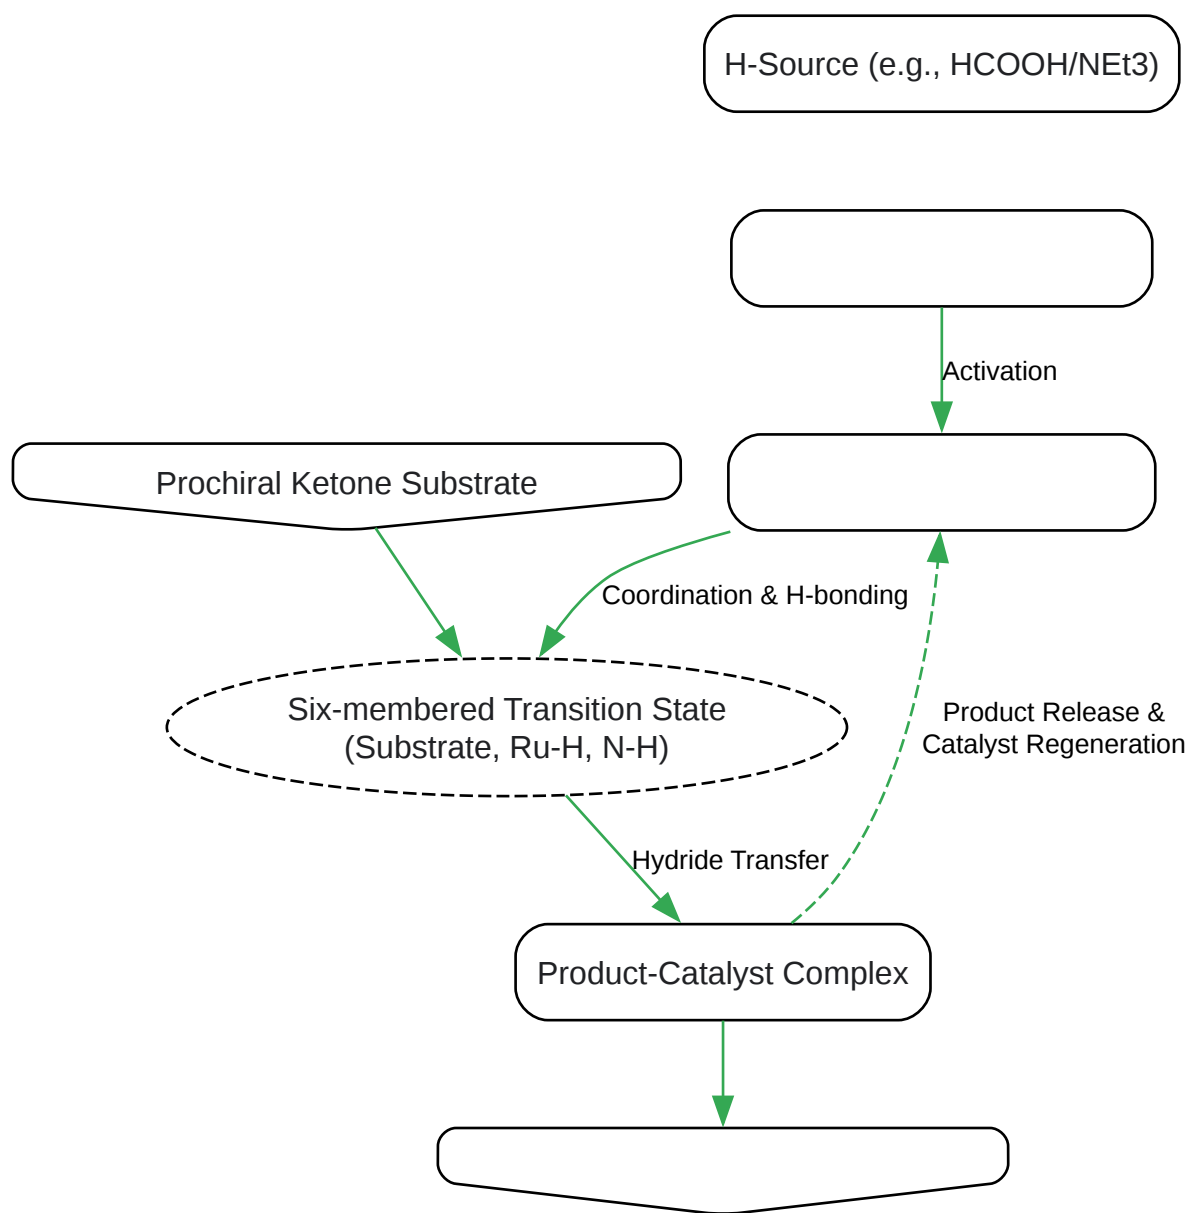 H-Source (e.g., HCOOH/NEt3)
Activation
Prochiral Ketone Substrate
Coordination & H-bonding
Six-membered Transition State
(Substrate, Ru-H, N-H)
Product Release &
Catalyst Regeneration
Hydride Transfer
Product-Catalyst Complex